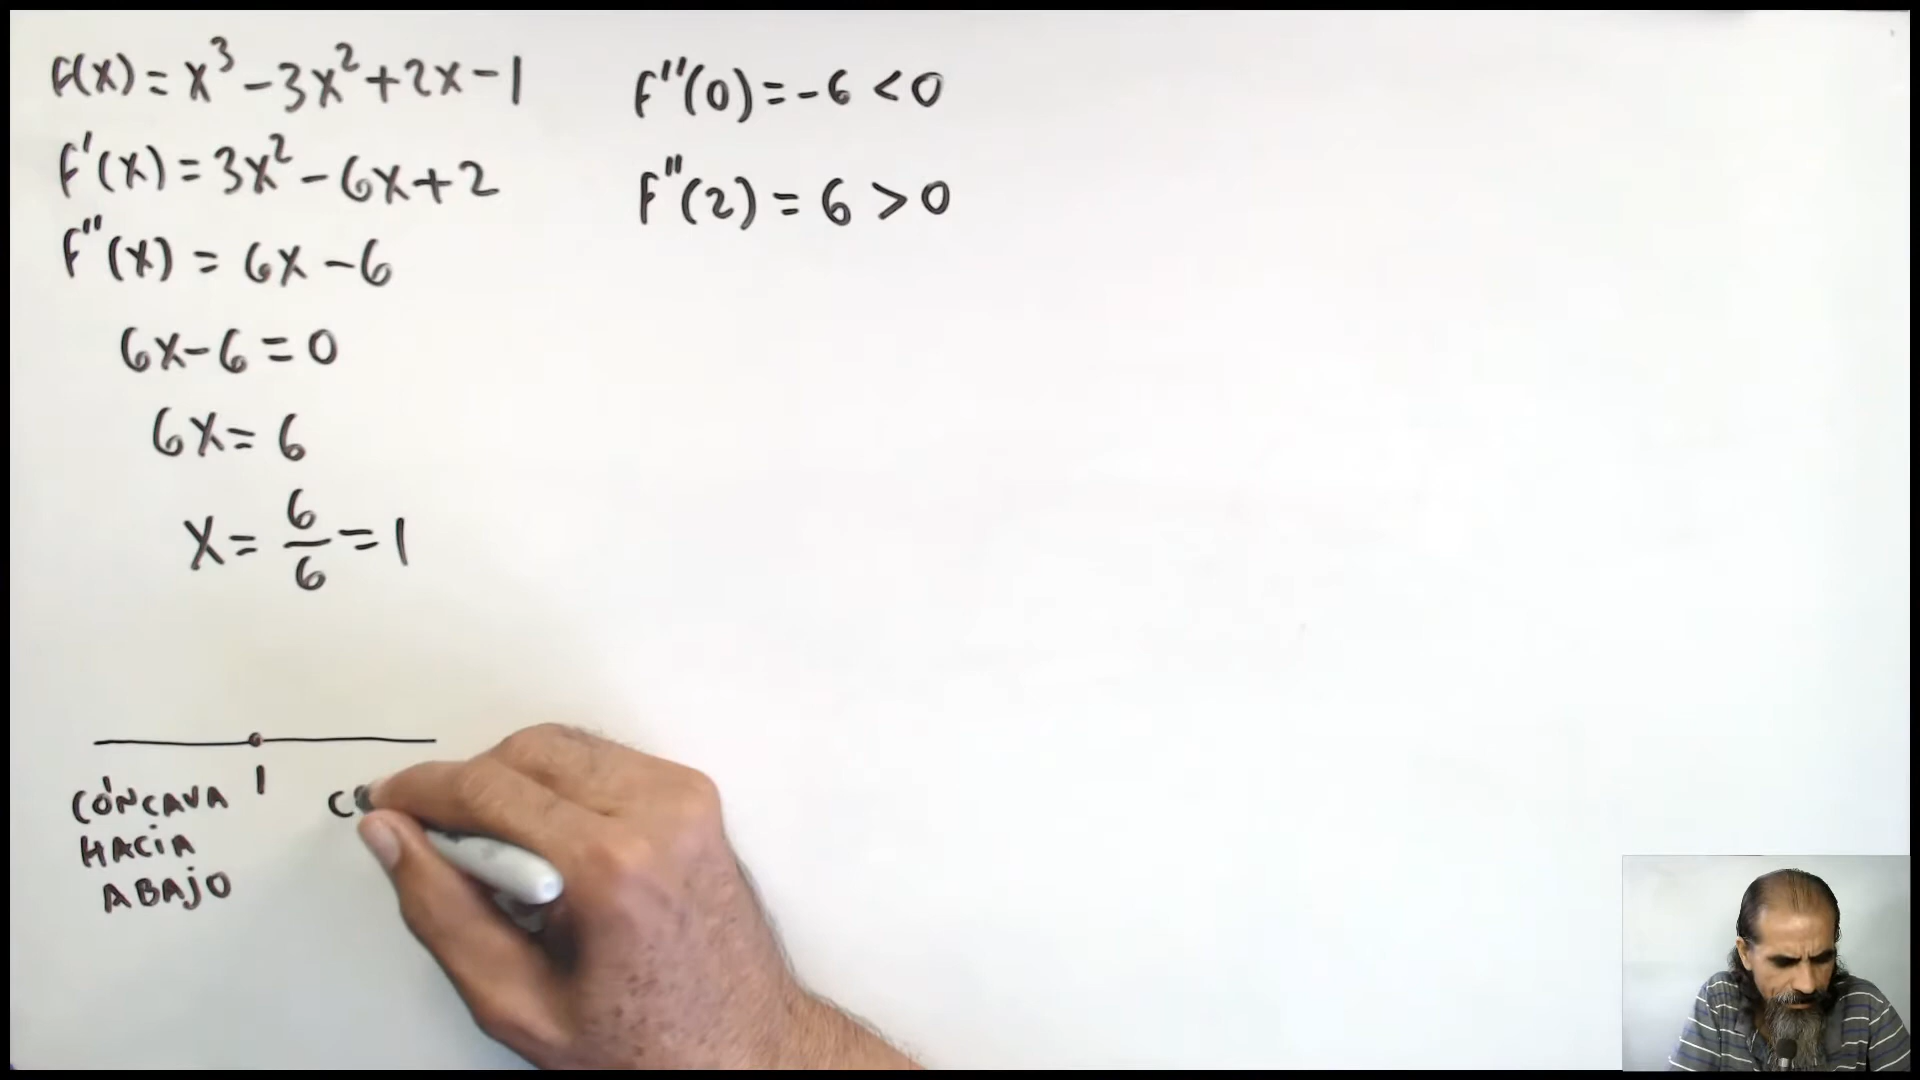 F(x) = x³ - 3x² + 2x - 1
F'(x) = 3x² - 6x + 2
F''(x) = 6x - 6
6x - 6 = 0
6x = 6
x = 6/6 = 1
F''(0) = -6 < 0
F''(2) = 6 > 0
1
CÓNCAVA
HACIA
ABAJO